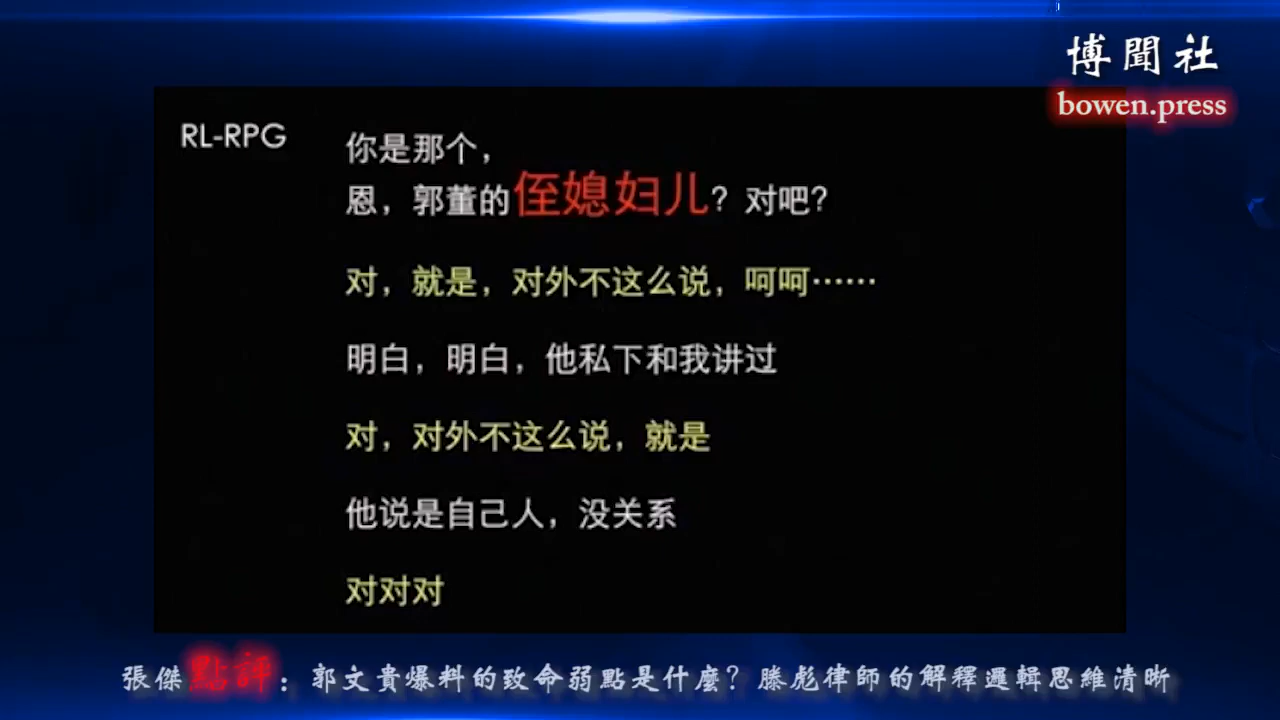 博聞社
bowen.press
RL-RPG
你是那个，
恩，郭董的侄媳妇儿？对吧？
对，就是，对外不这么说，呵呵……
明白，明白，他私下和我讲过
对，对外不这么说，就是
他说是自己人，没关系
对对对
張傑點評：郭文貴爆料的致命弱點是什麼？滕彪律師的解釋邏輯思維清晰